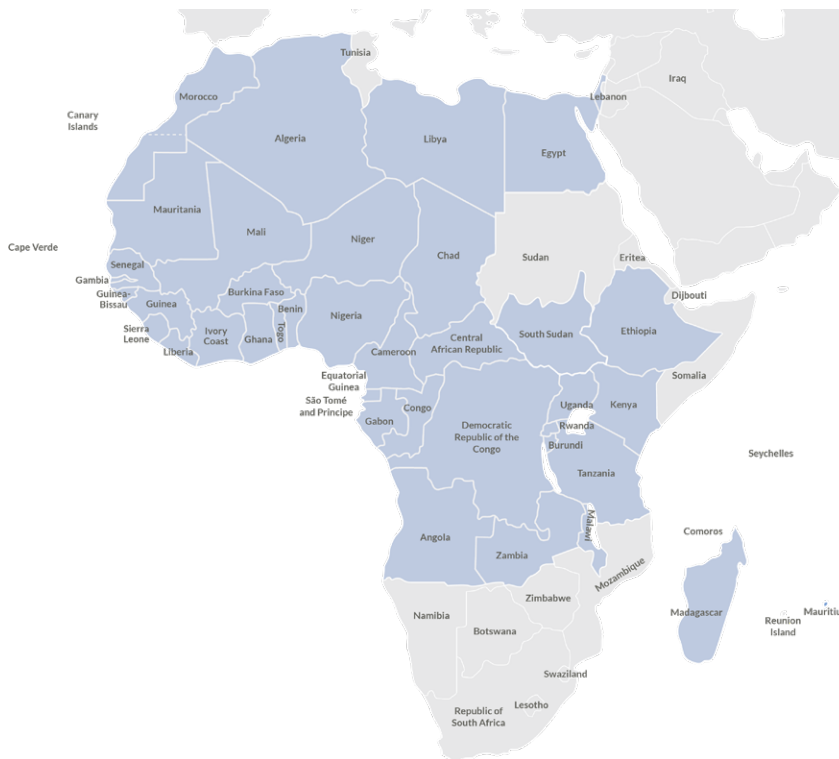 Tunisia
Iraq
Lebanon
Morocco
Canary
Islands
Algeria
Libya
Egypt
Mauritania
Mali
Niger
Cape Verde
Chad
Sudan
Eritea
Senegal
Gambia
Guinea-
Bissau
Guinea
Burkina Faso
Benin
Nigeria
Dijbouti
Sierra
Leone
Ivory
Coast
Ghana
Togo
Liberia
Cameroon
Central
African Republic
South Sudan
Ethiopia
Equatorial
Guinea
São Tomé
and Principe
Somalia
Gabon
Congo
Democratic
Republic of the
Congo
Uganda
Kenya
Rwanda
Burundi
Tanzania
Seychelles
Angola
Zambia
Malawi
Comoros
Mozambique
Zimbabwe
Namibia
Botswana
Madagascar
Mauritiu
Reunion
Island
Swaziland
Lesotho
Republic of
South Africa